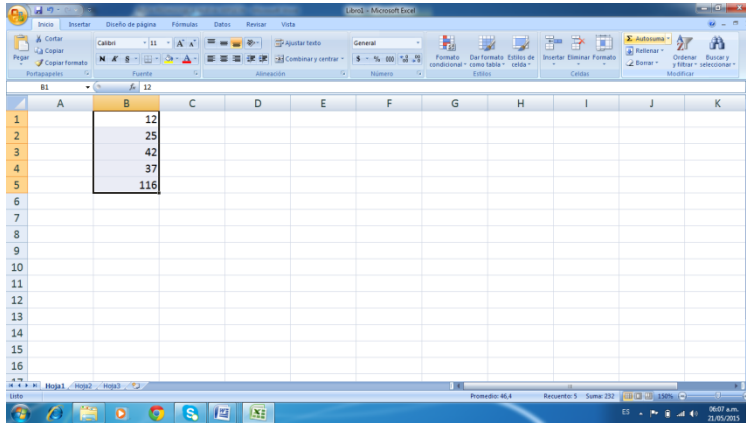 Libro1 - Microsoft Excel
Inicio Insertar Diseño de página Fórmulas Datos Revisar Vista
Pegar
Cortar
Copiar
Copiar formato
Portapapeles
Calibri 11 A A
N K S A
Fuente
Ajustar texto
Combinar y centrar
Alineación
General
$ % 000
Número
Formato condicional
Dar formato como tabla
Estilos de celda
Estilos
Insertar Eliminar Formato
Celdas
Σ Autosuma
Rellenar
Borrar
Ordenar y filtrar
Buscar y seleccionar
Modificar
B1 fx 12
A B C D E F G H I J K
1 12
2 25
3 42
4 37
5 116
6
7
8
9
10
11
12
13
14
15
16
17
Hoja1 Hoja2 Hoja3
Listo Promedio: 46,4 Recuento: 5 Suma: 232 150%
ES 06:07 a.m.
21/05/2015